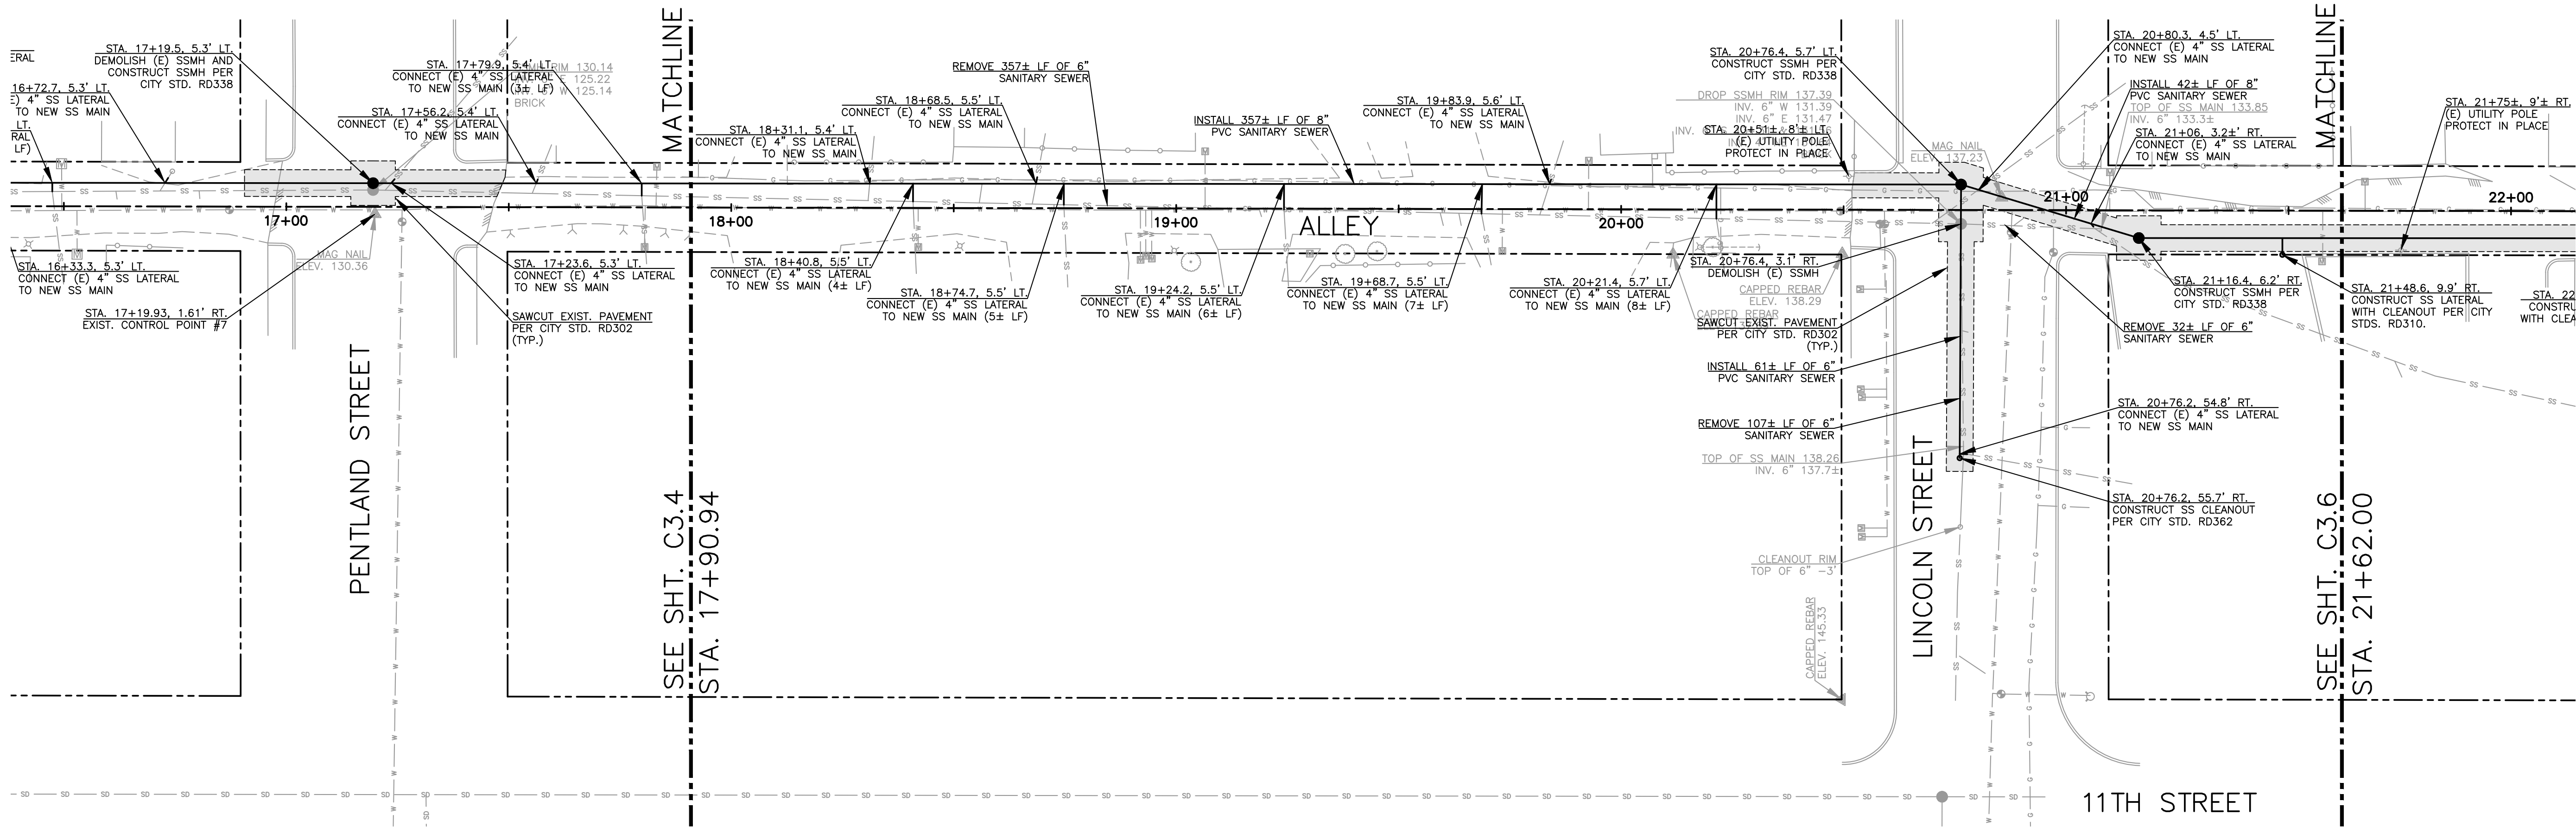 ERAL
STA. 17+19.5, 5.3' LT.
DEMOLISH (E) SSMH AND
CONSTRUCT SSMH PER
CITY STD. RD338
16+72.7, 5.3' LT.
E) 4" SS LATERAL
TO NEW SS MAIN
LT.
RAL
LF)
STA. 17+79.9, 5.4' LT.
CONNECT (E) 4" SS LATERAL
TO NEW SS MAIN (3± LF)
RIM 130.14
125.22
W 125.14
BRICK
STA. 17+56.2, 5.4' LT.
CONNECT (E) 4" SS LATERAL
TO NEW SS MAIN
MATCHLINE
STA. 18+31.1, 5.4' LT.
CONNECT (E) 4" SS LATERAL
TO NEW SS MAIN
STA. 18+68.5, 5.5' LT.
CONNECT (E) 4" SS LATERAL
TO NEW SS MAIN
REMOVE 357± LF OF 6"
SANITARY SEWER
INSTALL 357± LF OF 8"
PVC SANITARY SEWER
STA. 19+83.9, 5.6' LT.
CONNECT (E) 4" SS LATERAL
TO NEW SS MAIN
STA. 20+76.4, 5.7' LT.
CONSTRUCT SSMH PER
CITY STD. RD338
DROP SSMH RIM 137.39
INV. 6" W 131.39
INV. 6" E 131.47
STA. 20+51±, 8'± LT.
(E) UTILITY POLE
PROTECT IN PLACE
MAG NAIL
ELEV. 137.23
STA. 20+80.3, 4.5' LT.
CONNECT (E) 4" SS LATERAL
TO NEW SS MAIN
INSTALL 42± LF OF 8"
PVC SANITARY SEWER
TOP OF SS MAIN 133.85
INV. 6" 133.3±
STA. 21+06, 3.2±' RT.
CONNECT (E) 4" SS LATERAL
TO NEW SS MAIN
MATCHLINE
STA. 21+75±, 9'± RT.
(E) UTILITY POLE
PROTECT IN PLACE
17+00
18+00
19+00
ALLEY
20+00
21+00
22+00
STA. 16+33.3, 5.3' LT.
CONNECT (E) 4" SS LATERAL
TO NEW SS MAIN
MAG NAIL
ELEV. 130.36
STA. 17+19.93, 1.61' RT.
EXIST. CONTROL POINT #7
STA. 17+23.6, 5.3' LT.
CONNECT (E) 4" SS LATERAL
TO NEW SS MAIN
SAWCUT EXIST. PAVEMENT
PER CITY STD. RD302
(TYP.)
STA. 18+40.8, 5.5' LT.
CONNECT (E) 4" SS LATERAL
TO NEW SS MAIN (4± LF)
STA. 18+74.7, 5.5' LT.
CONNECT (E) 4" SS LATERAL
TO NEW SS MAIN (5± LF)
STA. 19+24.2, 5.5' LT.
CONNECT (E) 4" SS LATERAL
TO NEW SS MAIN (6± LF)
STA. 19+68.7, 5.5' LT.
CONNECT (E) 4" SS LATERAL
TO NEW SS MAIN (7± LF)
STA. 20+21.4, 5.7' LT.
CONNECT (E) 4" SS LATERAL
TO NEW SS MAIN (8± LF)
STA. 20+76.4, 3.1' RT.
DEMOLISH (E) SSMH
CAPPED REBAR
ELEV. 138.29
CAPPED REBAR
SAWCUT EXIST. PAVEMENT
PER CITY STD. RD302
(TYP.)
INSTALL 61± LF OF 6"
PVC SANITARY SEWER
REMOVE 107± LF OF 6"
SANITARY SEWER
TOP OF SS MAIN 138.26
INV. 6" 137.7±
CLEANOUT RIM
TOP OF 6" -3'
CAPPED REBAR
ELEV. 145.33
STA. 21+16.4, 6.2' RT.
CONSTRUCT SSMH PER
CITY STD. RD338
REMOVE 32± LF OF 6"
SANITARY SEWER
STA. 21+48.6, 9.9' RT.
CONSTRUCT SS LATERAL
WITH CLEANOUT PER CITY
STDS. RD310.
STA. 22
CONSTRU
WITH CLEA
STA. 20+76.2, 54.8' RT.
CONNECT (E) 4" SS LATERAL
TO NEW SS MAIN
STA. 20+76.2, 55.7' RT.
CONSTRUCT SS CLEANOUT
PER CITY STD. RD362
PENTLAND STREET
SEE SHT. C3.4
STA. 17+90.94
LINCOLN STREET
SEE SHT. C3.6
STA. 21+62.00
11TH STREET